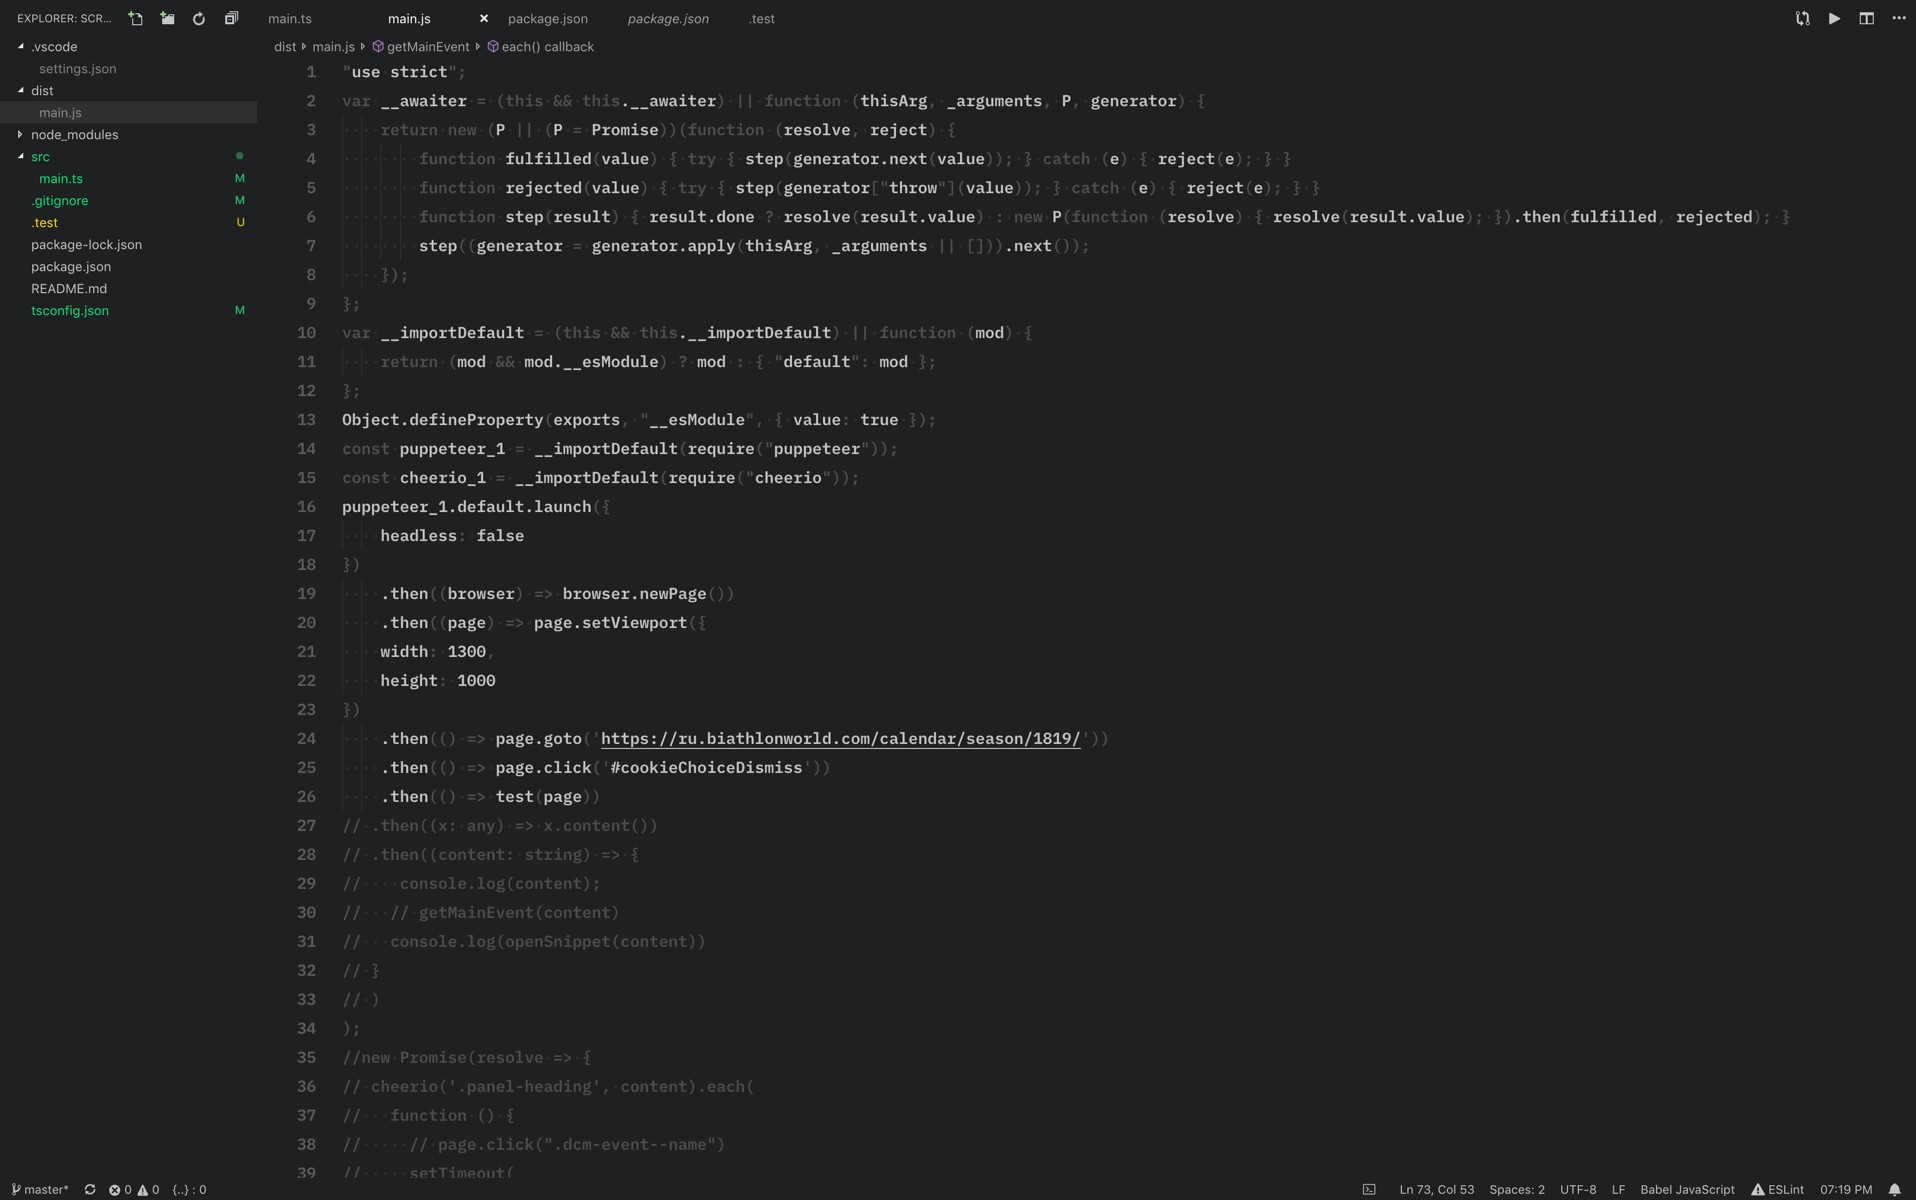 EXPLORER: SCR...
main.ts
main.js
package.json
package.json
.test
.vscode
settings.json
dist
main.js
node_modules
src
main.ts M
.gitignore M
.test U
package-lock.json
package.json
README.md
tsconfig.json M
dist main.js getMainEvent each() callback
1 "use strict";
2 var __awaiter = (this && this.__awaiter) || function (thisArg, _arguments, P, generator) {
3 return new (P || (P = Promise))(function (resolve, reject) {
4 function fulfilled(value) { try { step(generator.next(value)); } catch (e) { reject(e); } }
5 function rejected(value) { try { step(generator["throw"](value)); } catch (e) { reject(e); } }
6 function step(result) { result.done ? resolve(result.value) : new P(function (resolve) { resolve(result.value); }).then(fulfilled, rejected); }
7 step((generator = generator.apply(thisArg, _arguments || [])).next());
8 });
9 };
10 var __importDefault = (this && this.__importDefault) || function (mod) {
11 return (mod && mod.__esModule) ? mod : { "default": mod };
12 };
13 Object.defineProperty(exports, "__esModule", { value: true });
14 const puppeteer_1 = __importDefault(require("puppeteer"));
15 const cheerio_1 = __importDefault(require("cheerio"));
16 puppeteer_1.default.launch({
17 headless: false
18 })
19 .then((browser) => browser.newPage())
20 .then((page) => page.setViewport({
21 width: 1300,
22 height: 1000
23 })
24 .then(() => page.goto('https://ru.biathlonworld.com/calendar/season/1819/'))
25 .then(() => page.click('#cookieChoiceDismiss'))
26 .then(() => test(page))
27 // .then((x: any) => x.content())
28 // .then((content: string) => {
29 // console.log(content);
30 // // getMainEvent(content)
31 // console.log(openSnippet(content))
32 // }
33 // )
34 );
35 //new Promise(resolve => {
36 // cheerio('.panel-heading', content).each(
37 // function () {
38 // // page.click(".dcm-event--name")
39 // setTimeout(
master* 0 0 {..} : 0 Ln 73, Col 53 Spaces: 2 UTF-8 LF Babel JavaScript ESLint 07:19 PM